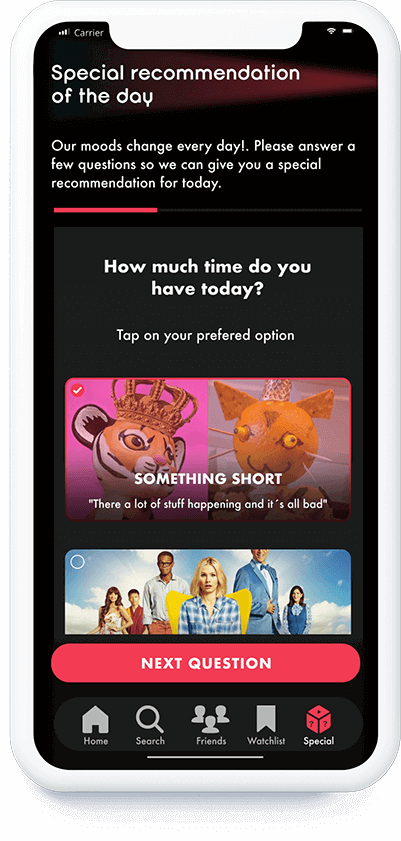 Carrier
Special recommendation
of the day
Our moods change every day!. Please answer a
few questions so we can give you a special
recommendation for today.
How much time do you
have today?
Tap on your prefered option
SOMETHING SHORT
"There a lot of stuff happening and it´s all bad"
NEXT QUESTION
Home Search Friends Watchlist Special